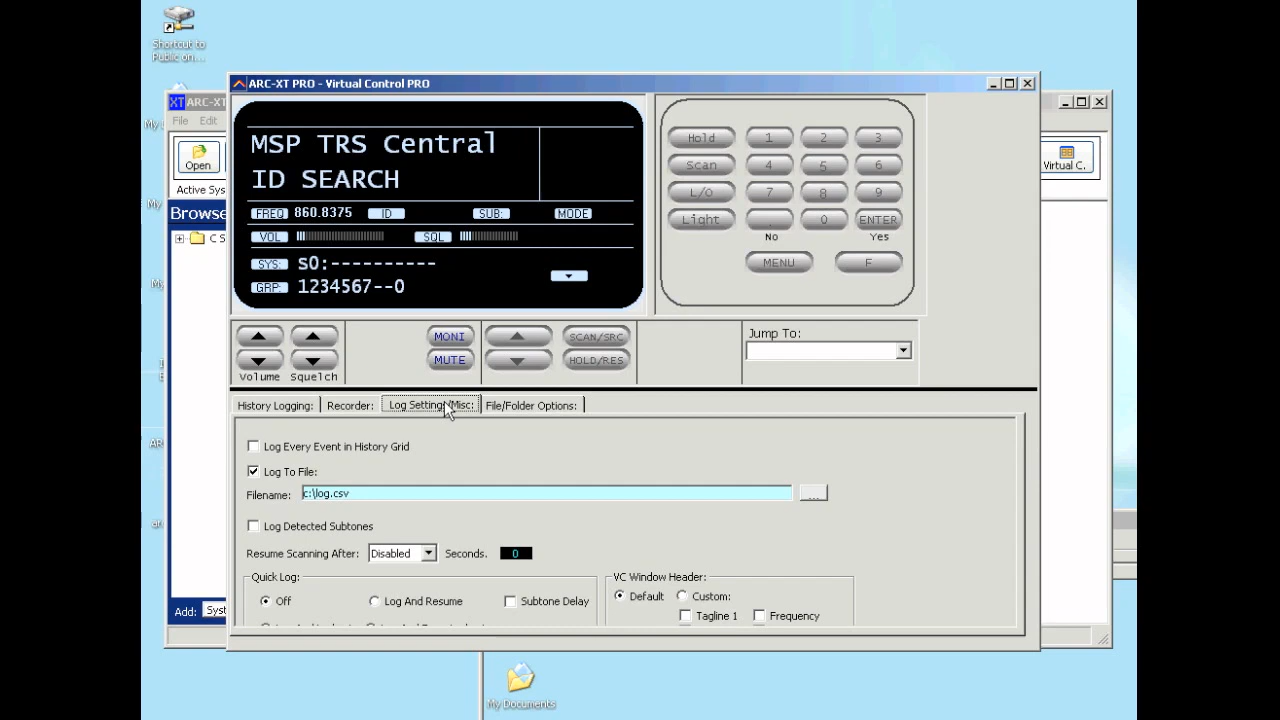 Shortcut to
Public on...
ARC-XT PRO - Virtual Control PRO
XT ARC-XT
File Edit
Open
Virtual C.
Active Sys
Browse
C S
MSP TRS Central
ID SEARCH
FREQ 860.8375 ID SUB: MODE
VOL SQL
SYS: S0:----------
GRP: 1234567--0
Hold 1 2 3
Scan 4 5 6
L/O 7 8 9
Light . 0 ENTER
No Yes
MENU F
MONI SCAN/SRC
MUTE HOLD/RES
Volume Squelch
Jump To:
History Logging: Recorder: Log Settings/Misc: File/Folder Options:
Log Every Event in History Grid
Log To File:
Filename: c:\log.csv ...
Log Detected Subtones
Resume Scanning After: Disabled Seconds. 0
Quick Log: VC Window Header:
Off Log And Resume Subtone Delay Default Custom:
Tagline 1 Frequency
Add: Syst
My Documents